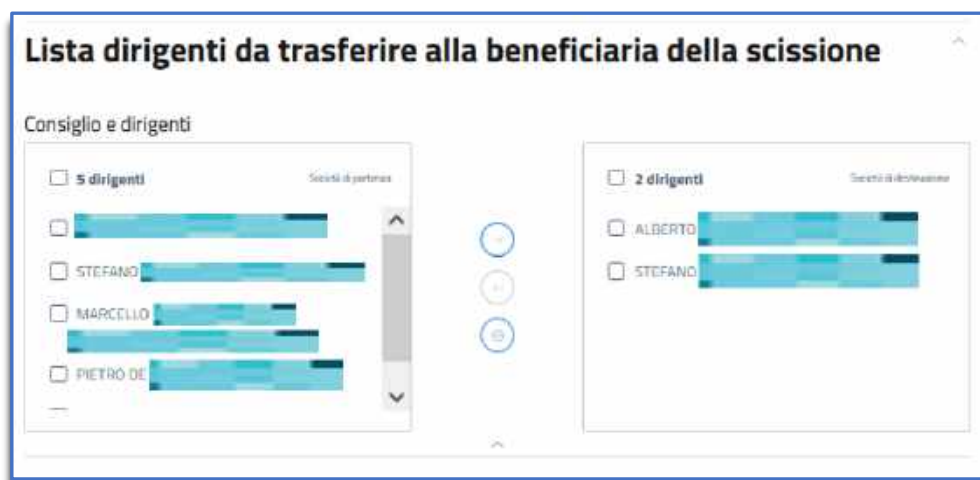 Lista dirigenti da trasferire alla beneficiaria della scissione
Consiglio e dirigenti
5 dirigenti
Società di partenza
STEFANO
MARCELLO
PIETRO DE
2 dirigenti
Società di destinazione
ALBERTO
STEFANO